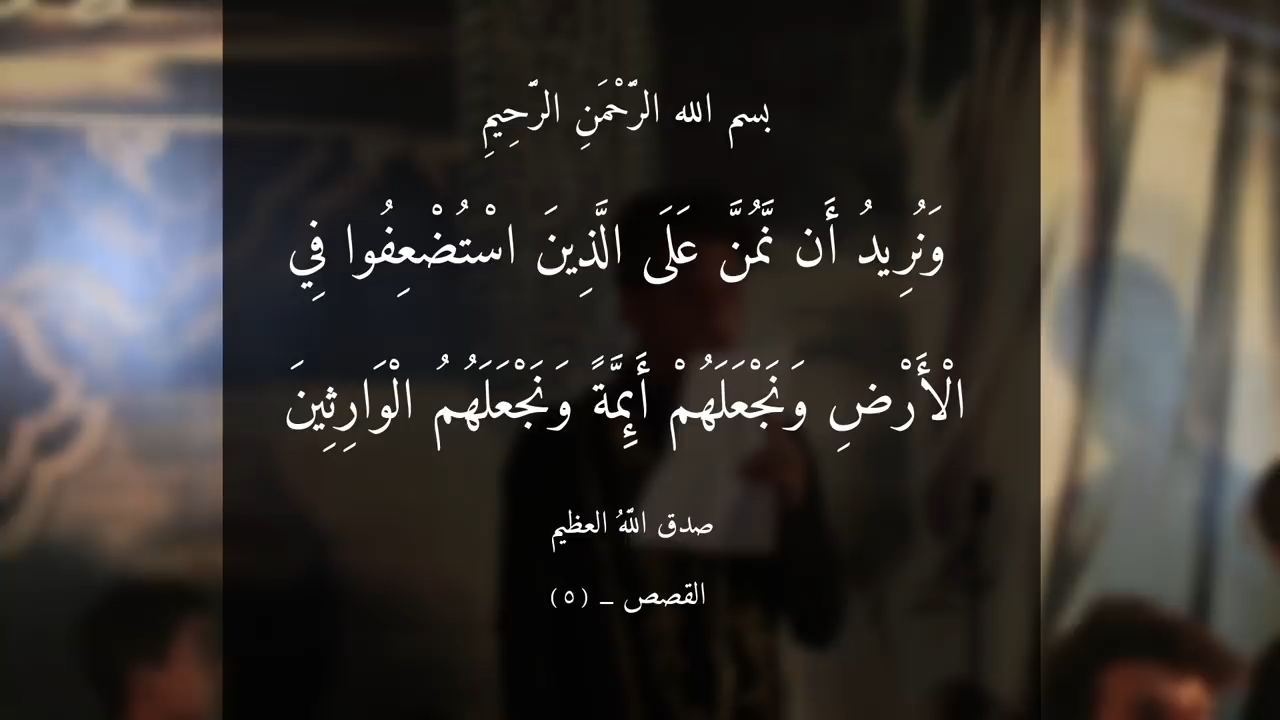 بسم الله الرَّحْمَنِ الرَّحِيمِ
وَنُرِيدُ أَن نَّمُنَّ عَلَى الَّذِينَ اسْتُضْعِفُوا فِي
الْأَرْضِ وَنَجْعَلَهُمْ أَئِمَّةً وَنَجْعَلَهُمُ الْوَارِثِينَ
صدق اللّهُ العظيم
القصص ـ (٥)